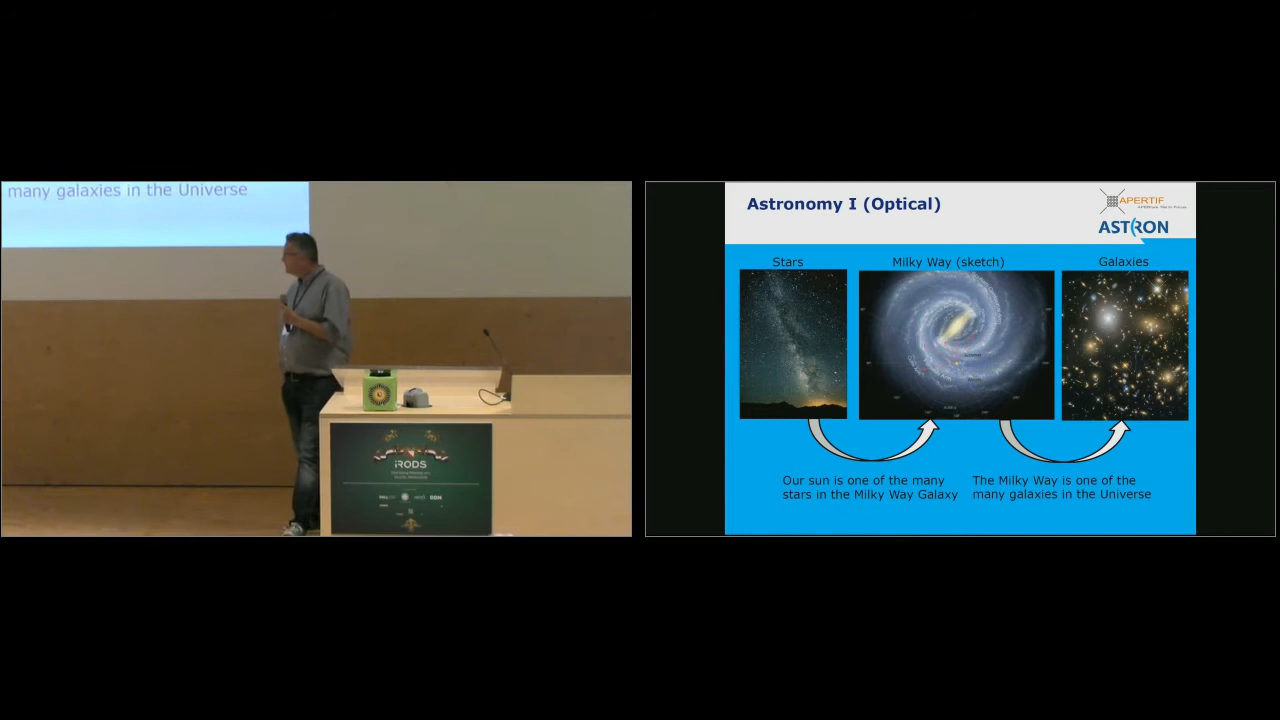 many galaxies in the Universe
iRODS
Astronomy I (Optical)
APERTIF
ASTRON
Stars
Milky Way (sketch)
Galaxies
Our sun is one of the many
stars in the Milky Way Galaxy
The Milky Way is one of the
many galaxies in the Universe